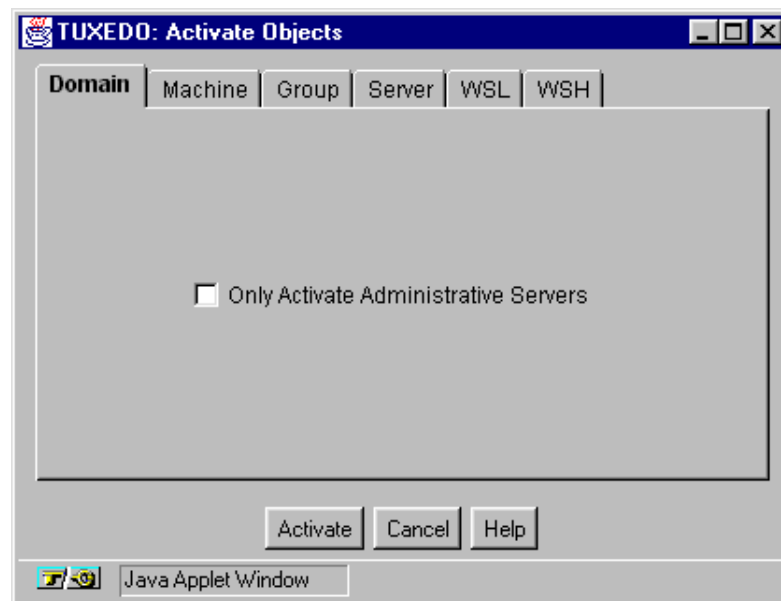 TUXEDO: Activate Objects
Domain Machine Group Server WSL WSH
Only Activate Administrative Servers
Activate Cancel Help
Java Applet Window